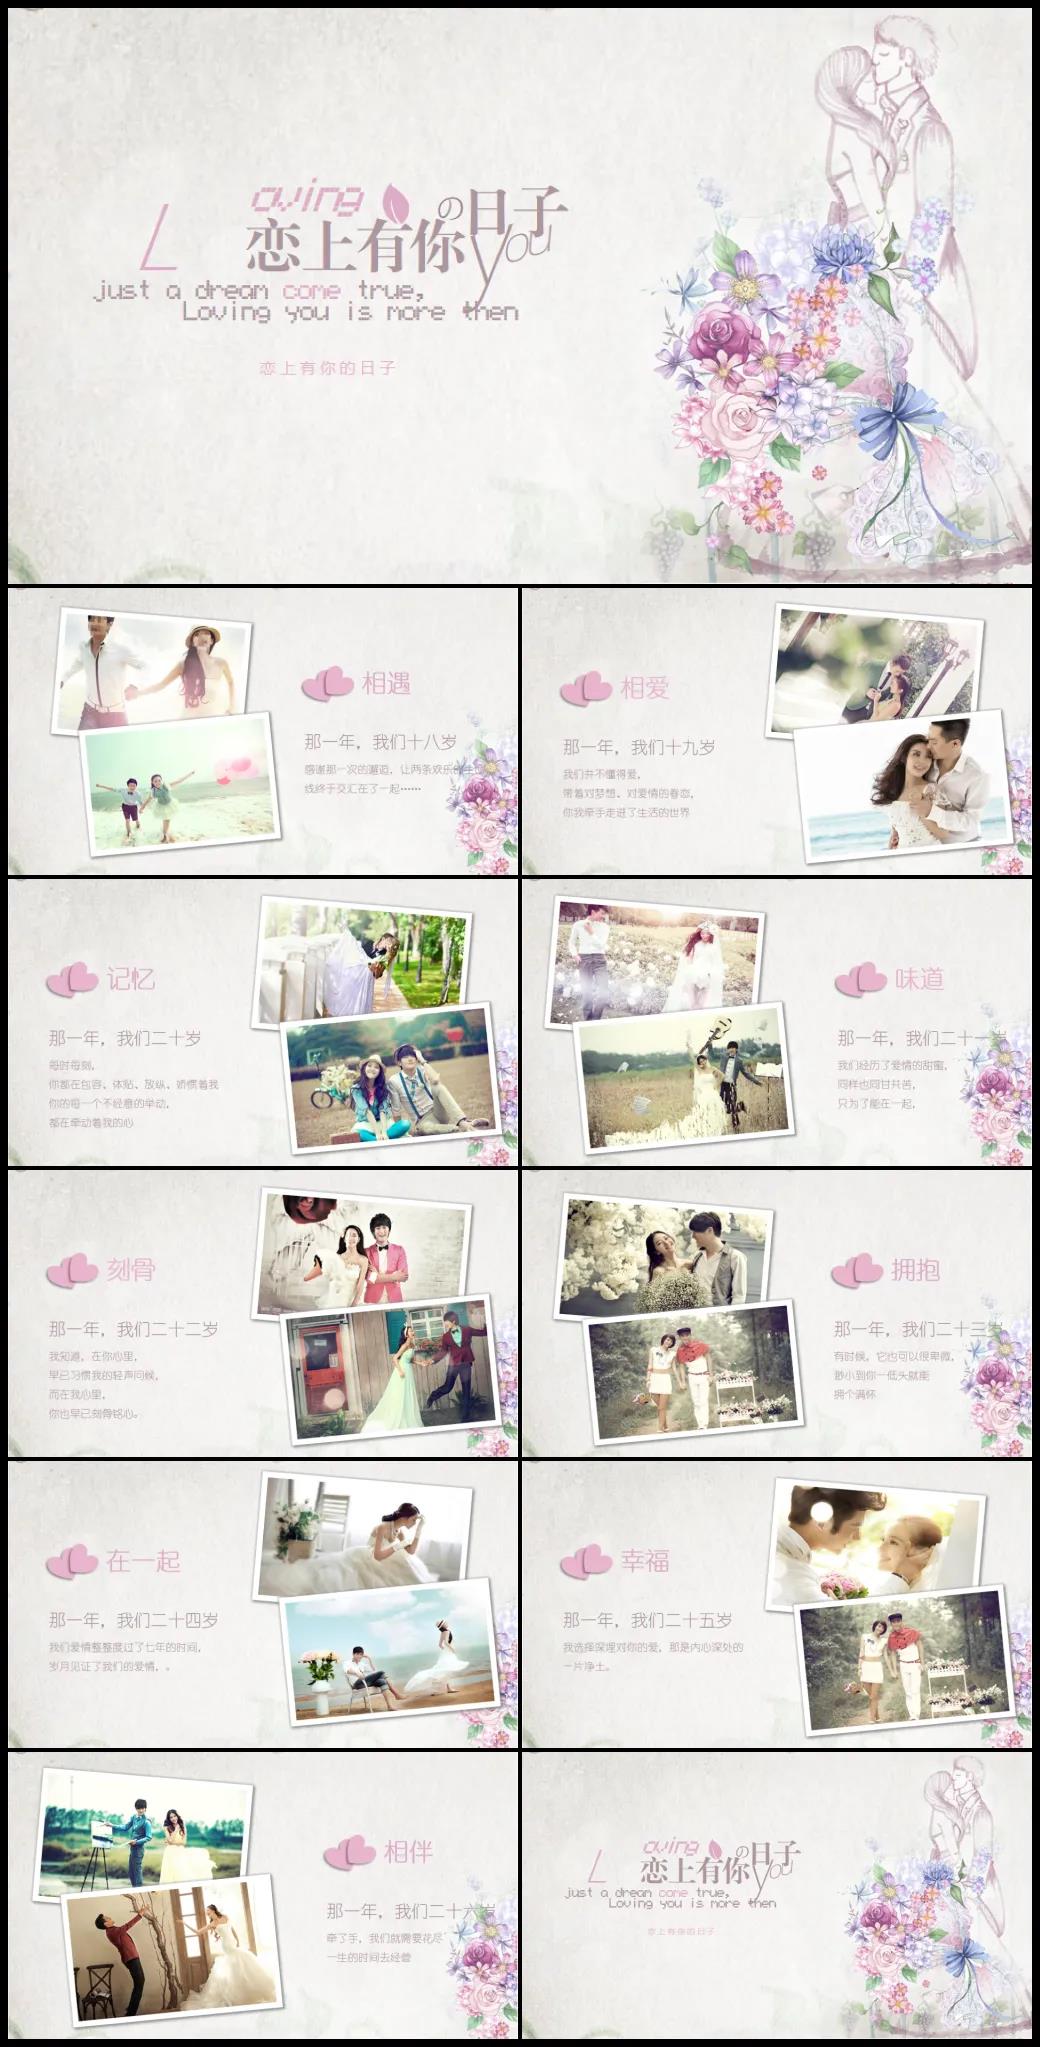 Loving
恋上有你の日子
you
just a dream come true,
Loving you is more then
恋上有你的日子
相遇
那一年，我们十八岁
感谢那一次的邂逅，让两条欢乐的生
线终于交汇在了一起……
相爱
那一年，我们十九岁
我们并不懂得爱，
带着对梦想、对爱情的眷恋，
你我牵手走进了生活的世界
记忆
那一年，我们二十岁
每时每刻，
你都在包容、体贴、放纵、娇惯着我
你的每一个不经意的举动，
都在牵动着我的心
味道
那一年，我们二十一岁
我们经历了爱情的甜蜜，
同样也同甘共苦，
只为了能在一起，
刻骨
那一年，我们二十二岁
我知道，在你心里，
早已习惯我的轻声问候，
而在我心里，
你也早已刻骨铭心。
拥抱
那一年，我们二十三岁
有时候，它也可以很卑微，
渺小到你一低头就能
拥个满怀
在一起
那一年，我们二十四岁
我们爱情整整度过了七年的时间，
岁月见证了我们的爱情，。
幸福
那一年，我们二十五岁
我选择深埋对你的爱，那是内心深处的
一片净土。
相伴
那一年，我们二十六岁
牵了手，我们就需要花尽
一生的时间去经营
Loving
恋上有你の日子
you
just a dream come true,
Loving you is more then
恋上有你的日子